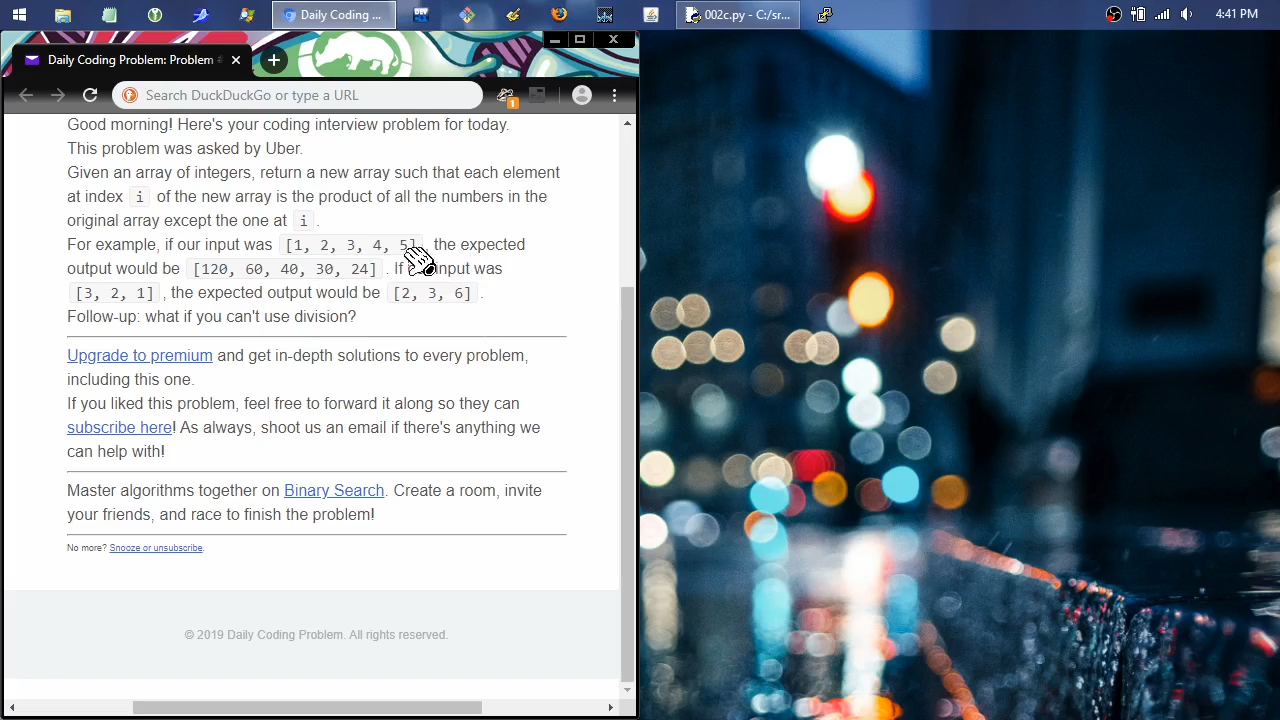 Daily Coding ...
002c.py - C:/sr...
4:41 PM
Daily Coding Problem: Problem
Search DuckDuckGo or type a URL
1
Good morning! Here's your coding interview problem for today.
This problem was asked by Uber.
Given an array of integers, return a new array such that each element
at index i of the new array is the product of all the numbers in the
original array except the one at i.
For example, if our input was [1, 2, 3, 4, 5], the expected
output would be [120, 60, 40, 30, 24]. If input was
[3, 2, 1], the expected output would be [2, 3, 6].
Follow-up: what if you can't use division?
Upgrade to premium and get in-depth solutions to every problem,
including this one.
If you liked this problem, feel free to forward it along so they can
subscribe here! As always, shoot us an email if there's anything we
can help with!
Master algorithms together on Binary Search. Create a room, invite
your friends, and race to finish the problem!
No more? Snooze or unsubscribe.
© 2019 Daily Coding Problem. All rights reserved.